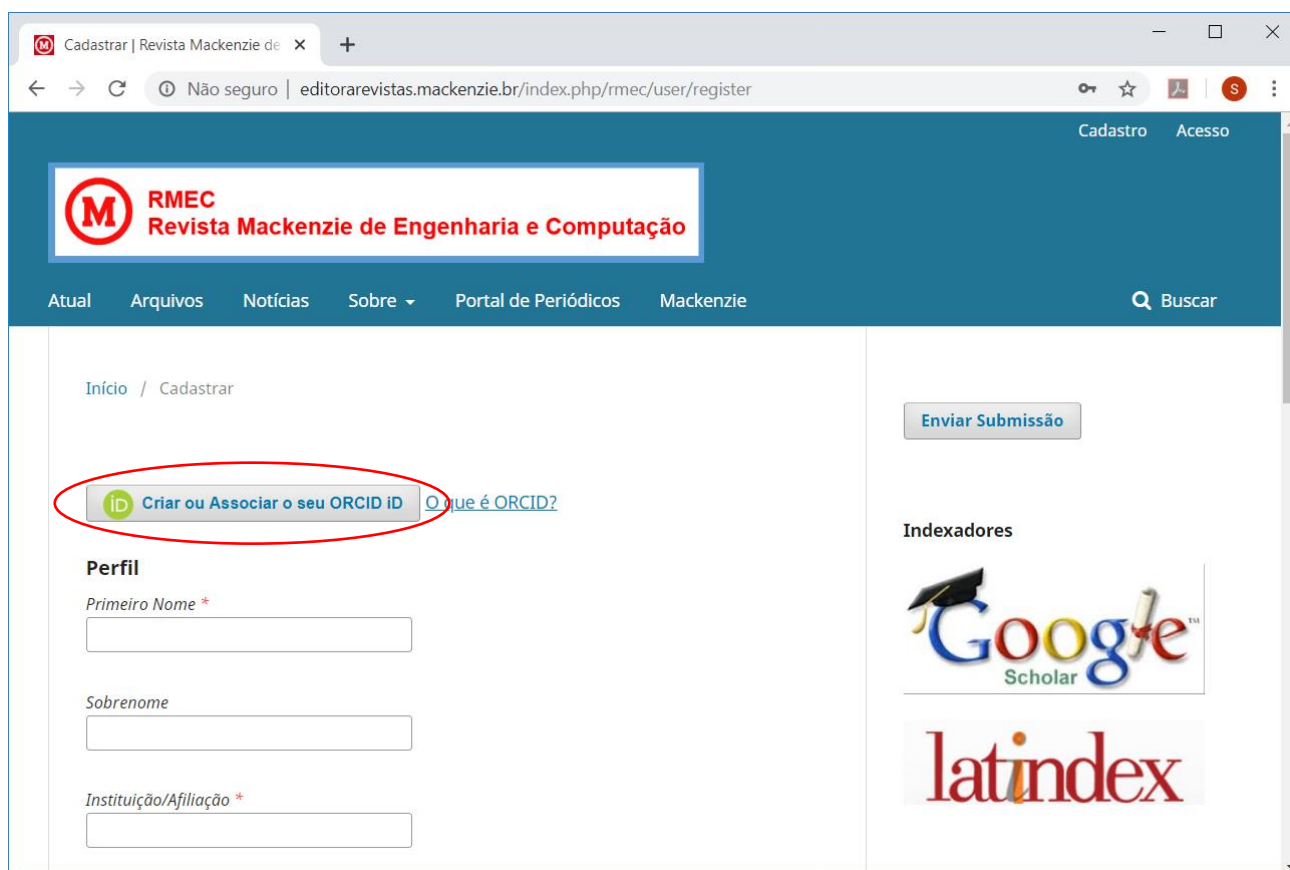 Cadastrar | Revista Mackenzie de
Não seguro | editorarevistas.mackenzie.br/index.php/rmec/user/register
S
Cadastro Acesso
M
RMEC
Revista Mackenzie de Engenharia e Computação
Atual Arquivos Notícias Sobre Portal de Periódicos Mackenzie Buscar
Início / Cadastrar
Enviar Submissão
iD Criar ou Associar o seu ORCID iD O que é ORCID?
Indexadores
Perfil
Primeiro Nome *
Google™
Scholar
Sobrenome
latindex
Instituição/Afiliação *